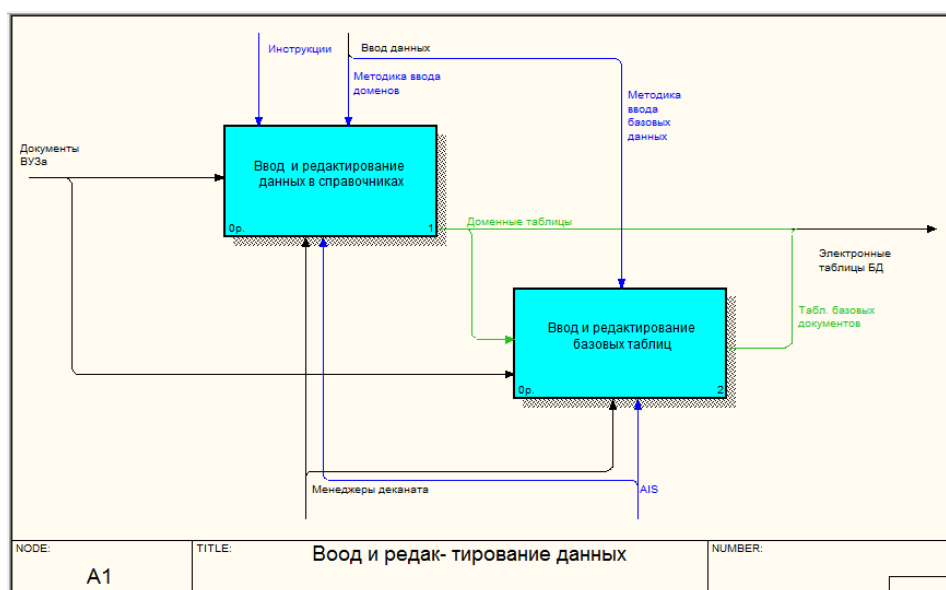 Инструкции
Ввод данных
Методика ввода
доменов
Методика
ввода
базовых
данных
Документы
ВУЗа
Ввод и редактирование
данных в справочниках
0р.
1
Доменные таблицы
Электронные
таблицы БД
Ввод и редактирование
базовых таблиц
0р.
2
Табл. базовых
документов
Менеджеры деканата
AIS
NODE:
A1
TITLE:
Воод и редак- тирование данных
NUMBER: